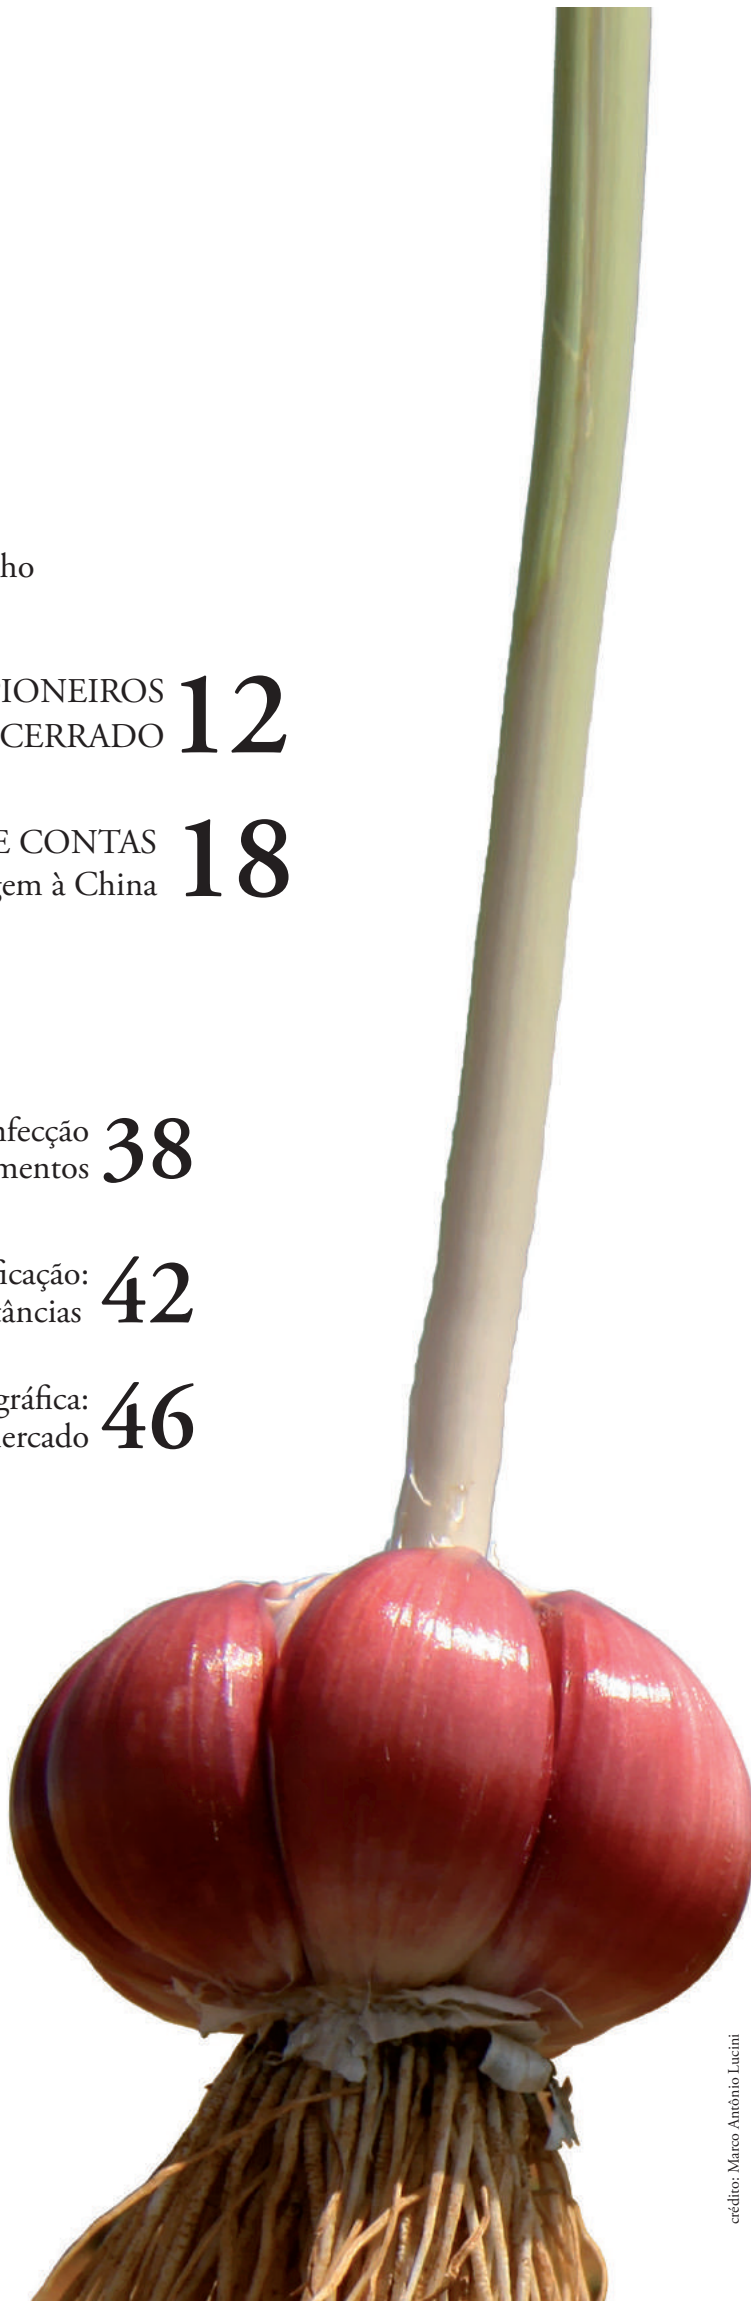 ho
IONEIROS
CERRADO 12
E CONTAS
gem à China 18
nfecção
mentos 38
ficação:
tâncias 42
gráfica:
ercado 46
crédito: Marco Antônio Lucini